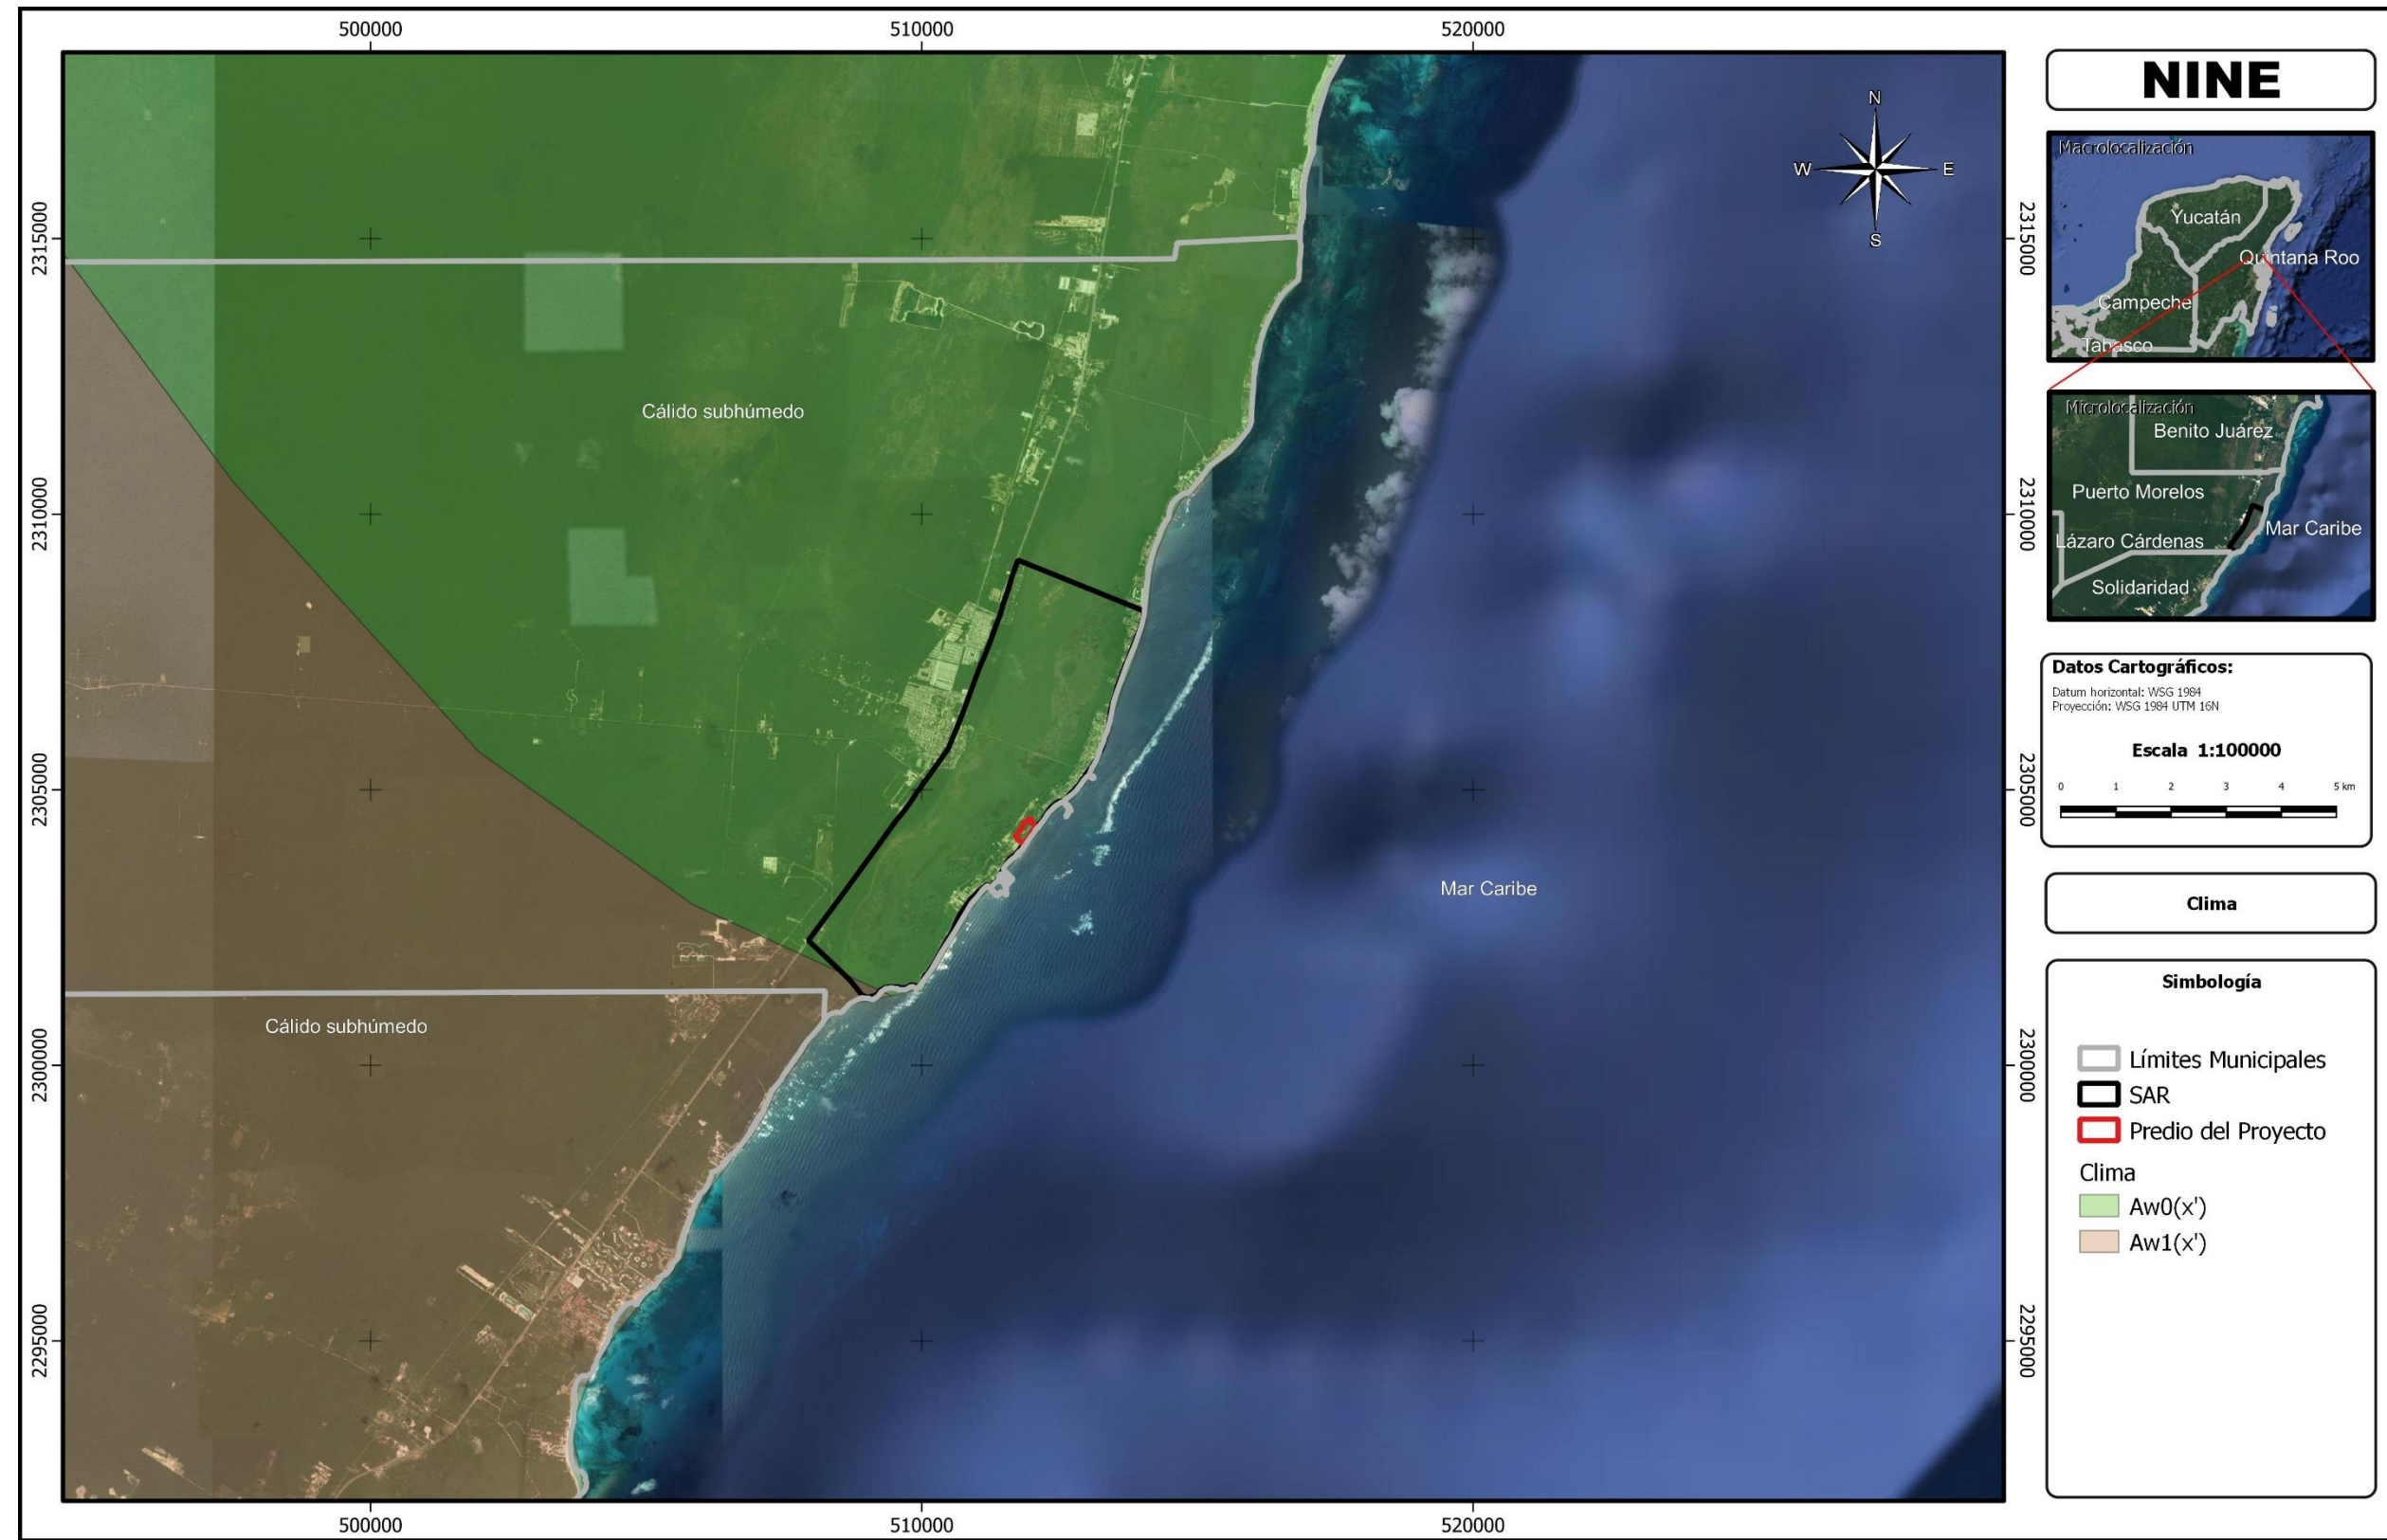 500000
510000
520000
NINE
Macrolocalización
Yucatán
Quintana Roo
Campeche
Tabasco
Microlocalización
Benito Juárez
Puerto Morelos
Mar Caribe
Lázaro Cárdenas
Solidaridad
Datos Cartográficos:
Datum horizontal: WSG 1984
Proyección: WSG 1984 UTM 16N
Escala 1:100000
0 1 2 3 4 5 km
Clima
Simbología
Límites Municipales
SAR
Predio del Proyecto
Clima
Aw0(x')
Aw1(x')
N
W
E
S
Cálido subhúmedo
Mar Caribe
Cálido subhúmedo
2315000
2310000
2305000
2300000
2295000
2315000
2310000
2305000
2300000
2295000
500000
510000
520000